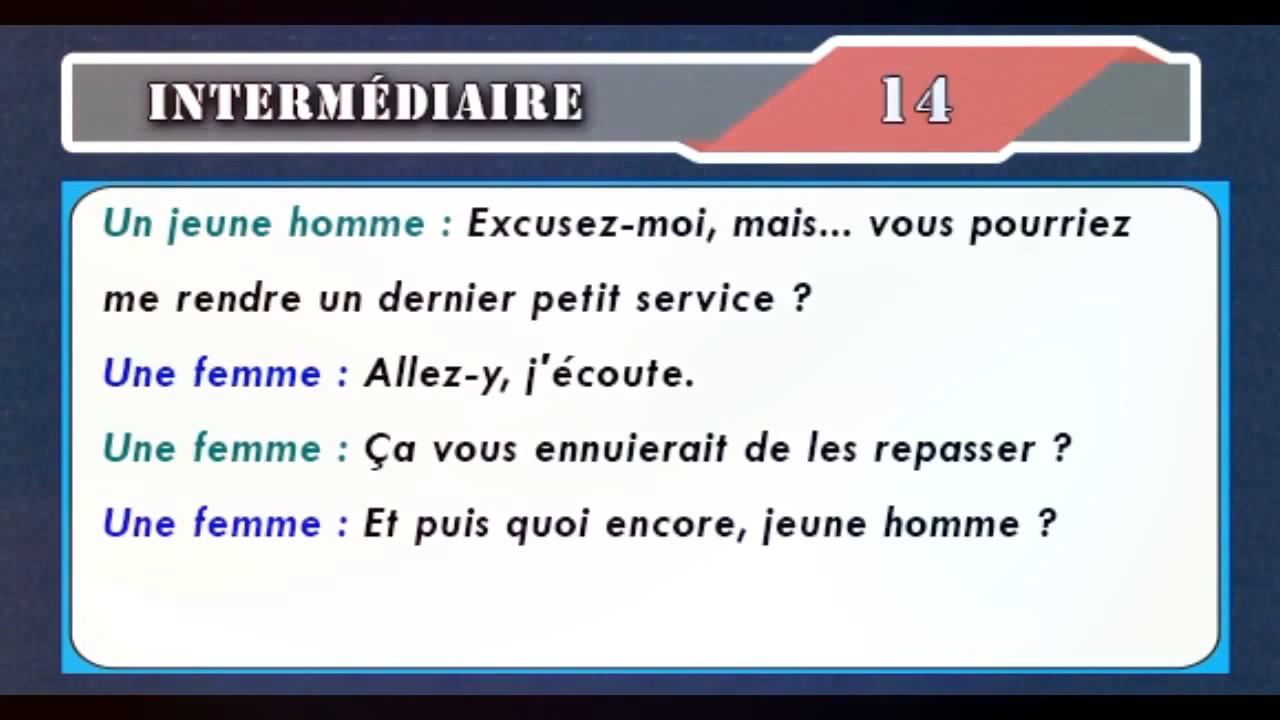 INTERMÉDIAIRE
14
Un jeune homme : Excusez-moi, mais... vous pourriez
me rendre un dernier petit service ?
Une femme : Allez-y, j'écoute.
Une femme : Ça vous ennuierait de les repasser ?
Une femme : Et puis quoi encore, jeune homme ?